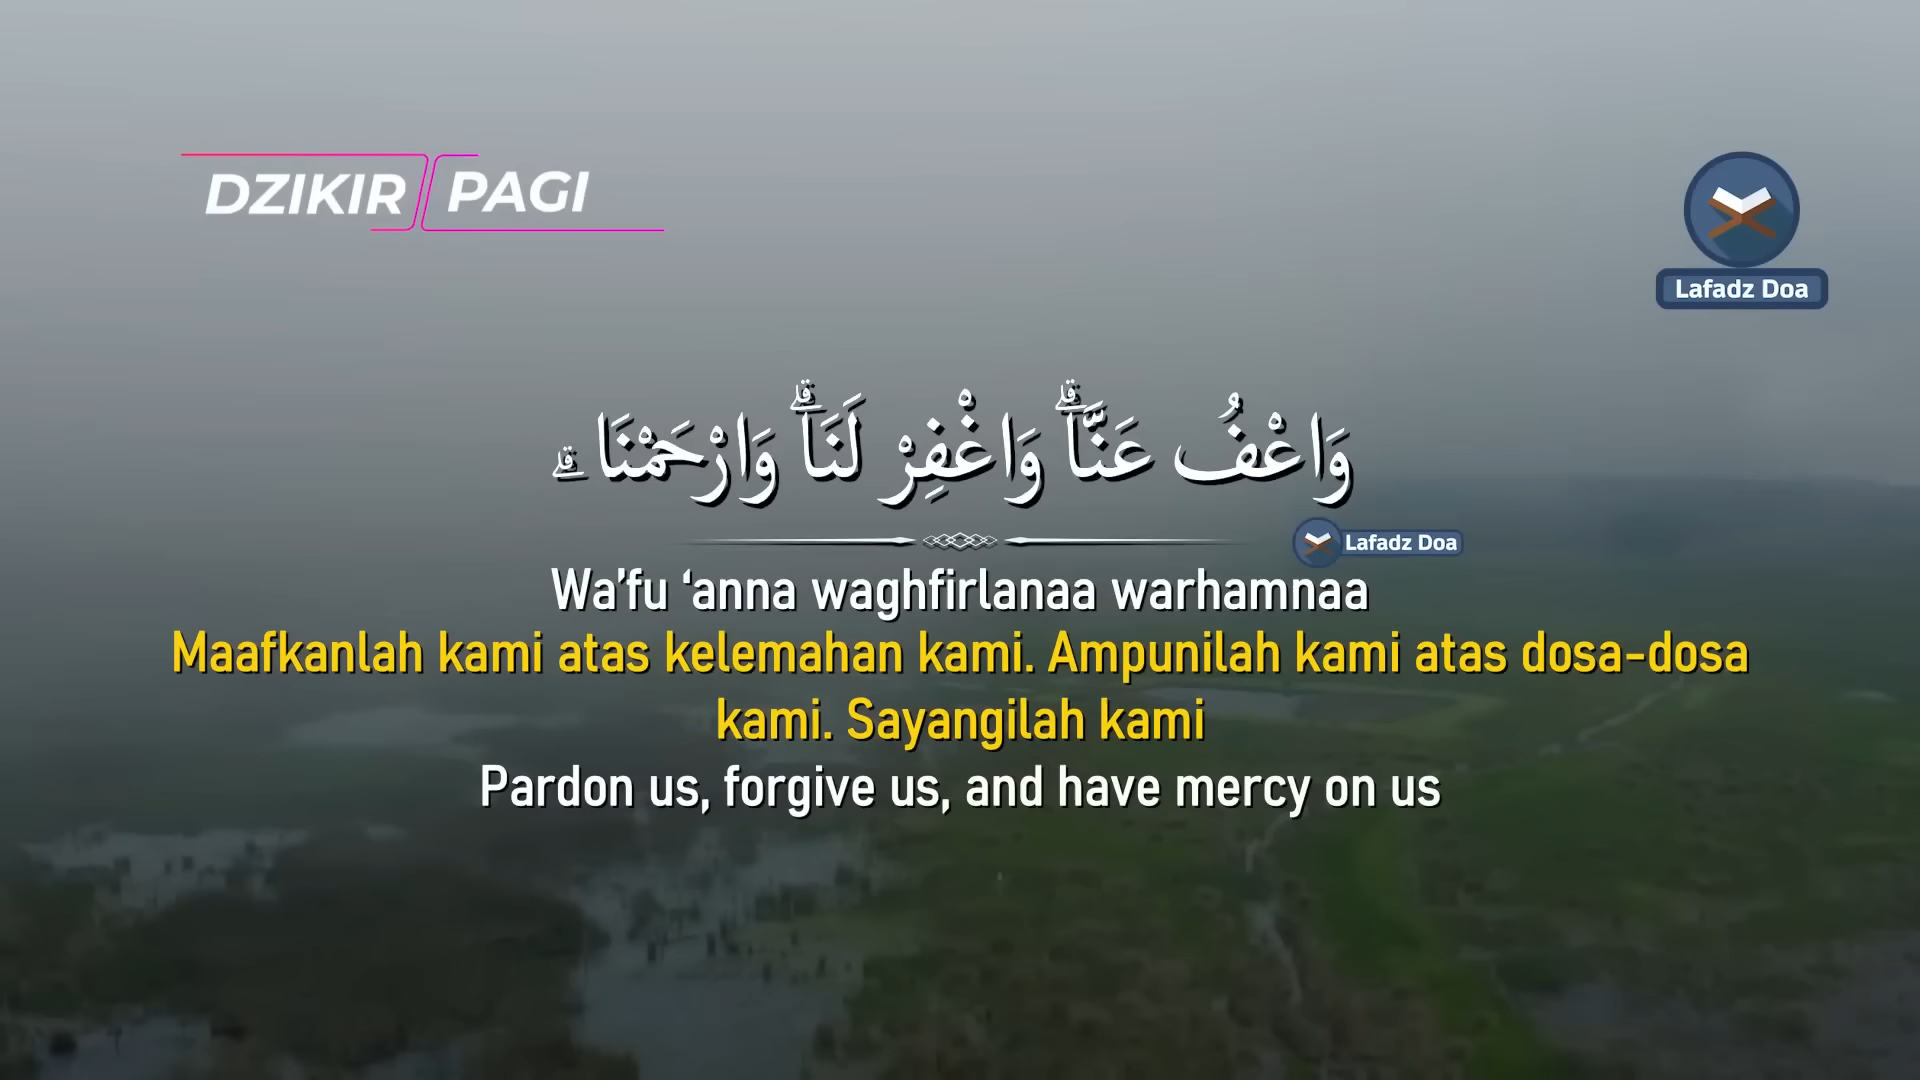 DZIKIR PAGI
Lafadz Doa
وَاعْفُ عَنَّاۗ وَاغْفِرْ لَنَاۗ وَارْحَمْنَا ۗ
Lafadz Doa
Wa’fu ‘anna waghfirlanaa warhamnaa
Maafkanlah kami atas kelemahan kami. Ampunilah kami atas dosa-dosa
kami. Sayangilah kami
Pardon us, forgive us, and have mercy on us